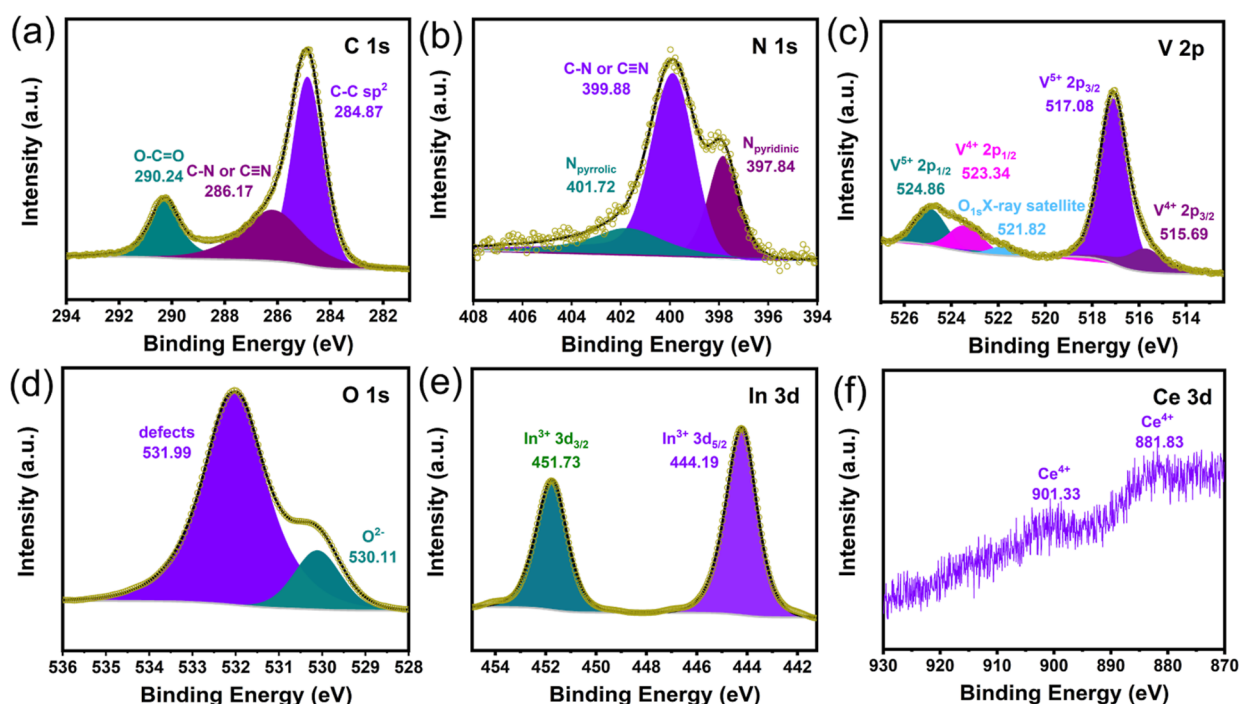 (a)
C 1s
C-C sp²
284.87
O-C=O
290.24
C-N or C≡N
286.17
Intensity (a.u.)
294 292 290 288 286 284 282
Binding Energy (eV)
(b)
N 1s
C-N or C≡N
399.88
N_pyridinic
397.84
N_pyrrolic
401.72
Intensity (a.u.)
408 406 404 402 400 398 396 394
Binding Energy (eV)
(c)
V 2p
V⁵⁺ 2p₃/₂
517.08
V⁵⁺ 2p₁/₂
524.86
V⁴⁺ 2p₁/₂
523.34
O₁ₛX-ray satellite
521.82
V⁴⁺ 2p₃/₂
515.69
Intensity (a.u.)
526 524 522 520 518 516 514
Binding Energy (eV)
(d)
O 1s
defects
531.99
O²⁻
530.11
Intensity (a.u.)
536 535 534 533 532 531 530 529 528
Binding Energy (eV)
(e)
In 3d
In³⁺ 3d₃/₂
451.73
In³⁺ 3d₅/₂
444.19
Intensity (a.u.)
454 452 450 448 446 444 442
Binding Energy (eV)
(f)
Ce 3d
Ce⁴⁺
881.83
Ce⁴⁺
901.33
Intensity (a.u.)
930 920 910 900 890 880 870
Binding Energy (eV)